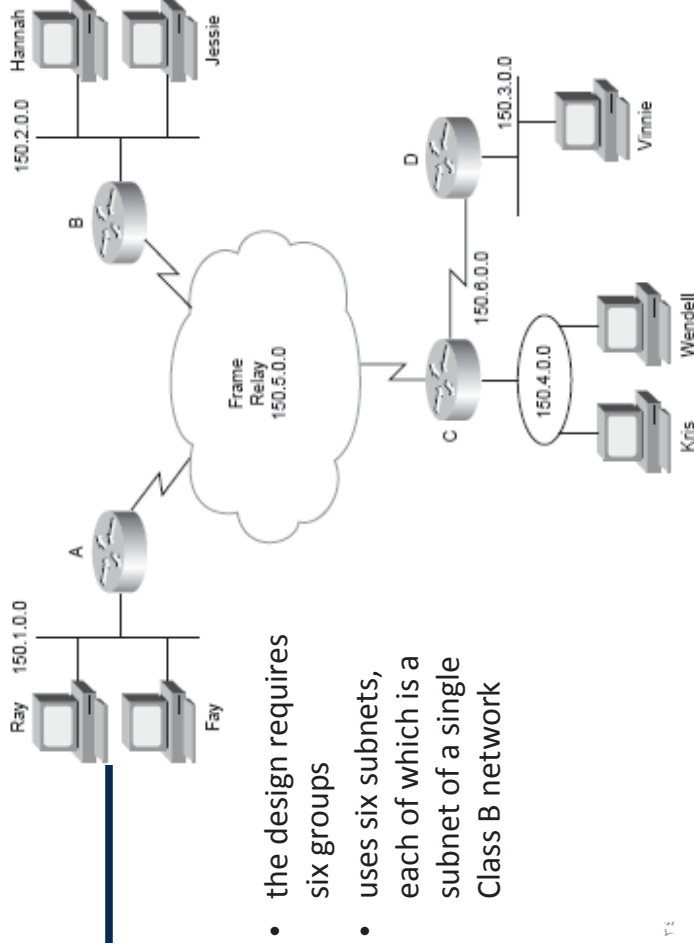 Ray
150.1.0.0
Fay
A
Hannah
150.2.0.0
Jessie
B
Frame
Relay
150.5.0.0
D
150.3.0.0
Vinnie
150.6.0.0
C
150.4.0.0
Kris
Wendell
• the design requires
six groups
• uses six subnets,
each of which is a
subnet of a single
Class B network
٣٤